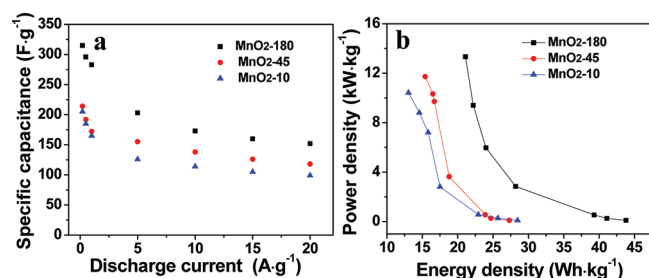 a
MnO2-180
MnO2-45
MnO2-10
Specific capacitance (F·g-1)
350
300
250
200
150
100
50
0
0 5 10 15 20
Discharge current (A·g-1)
b
MnO2-180
MnO2-45
MnO2-10
Power density (kW·kg-1)
16
12
8
4
0
10 15 20 25 30 35 40 45
Energy density (Wh·kg-1)